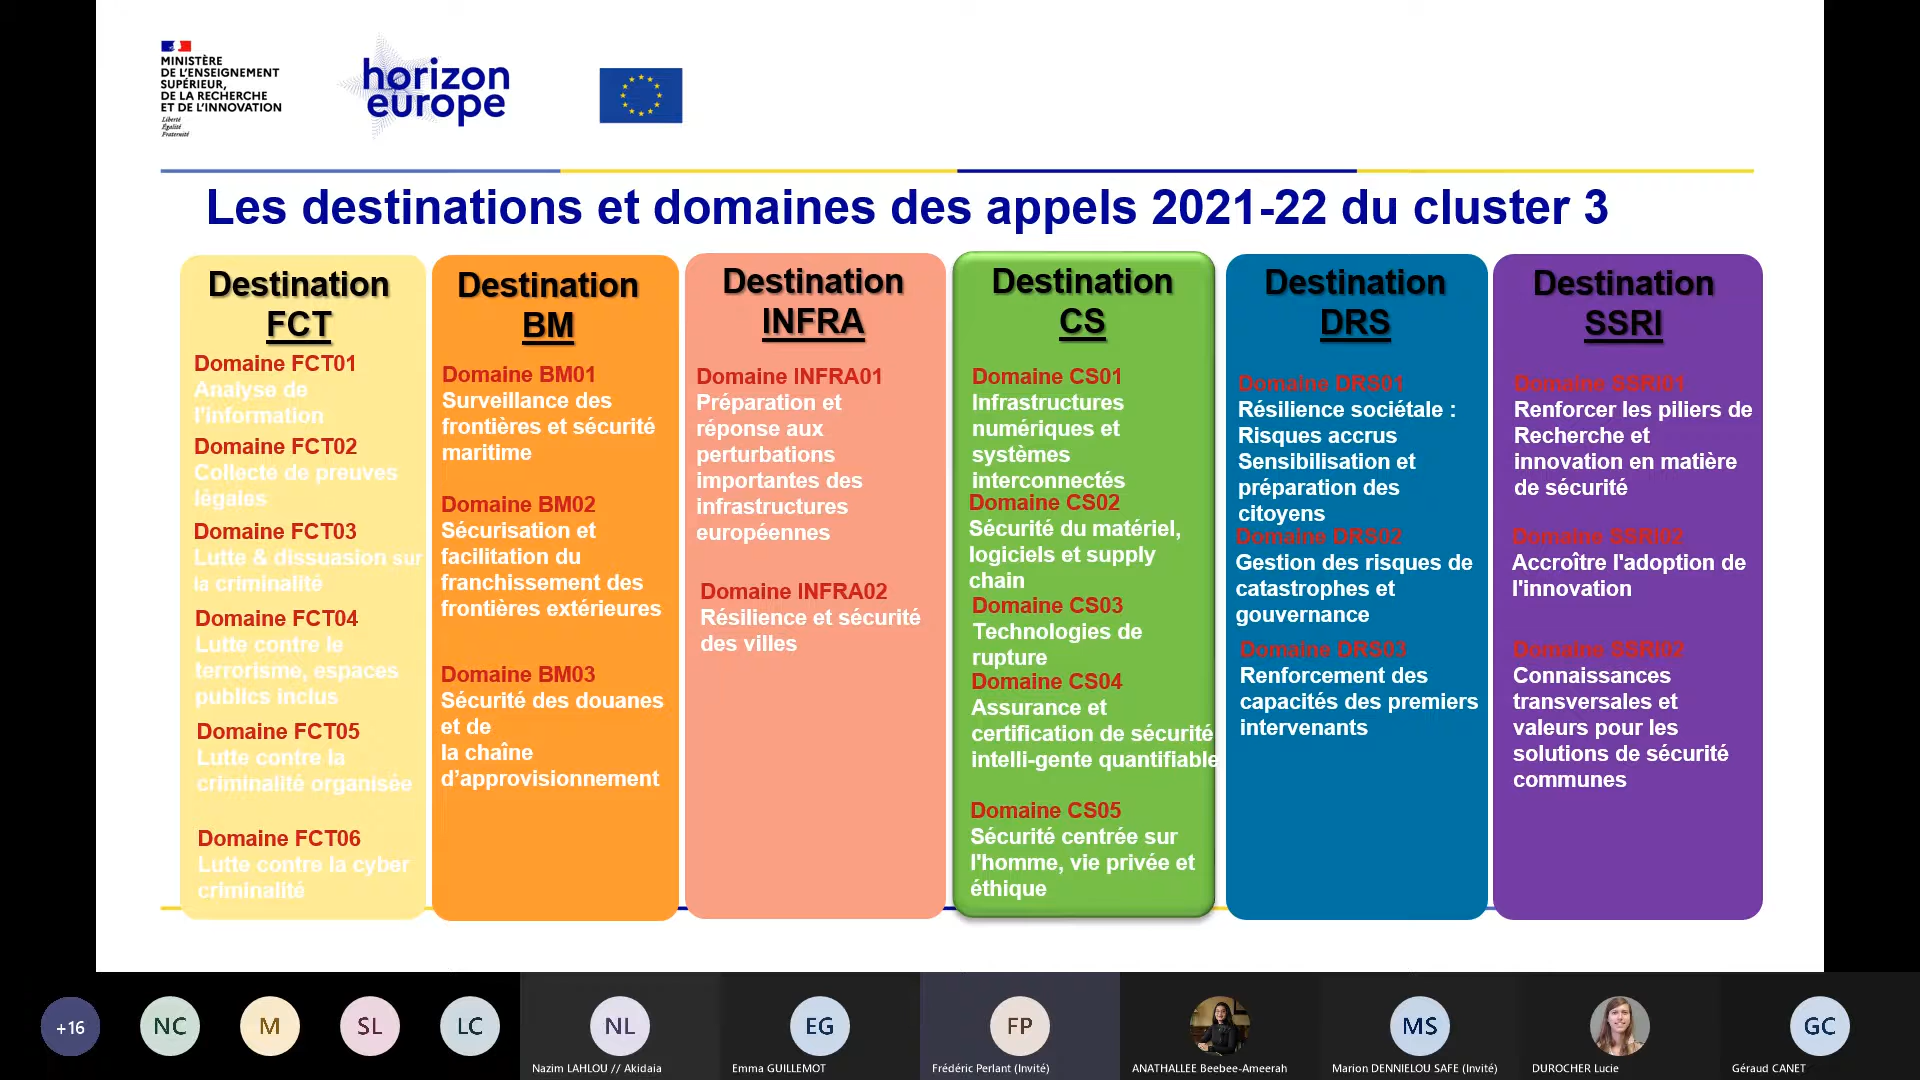 MINISTÈRE
DE L'ENSEIGNEMENT
SUPÉRIEUR,
DE LA RECHERCHE
ET DE L'INNOVATION
Liberté
Égalité
Fraternité
horizon
europe
Les destinations et domaines des appels 2021-22 du cluster 3
Destination
FCT
Domaine FCT01
Analyse de
l'information
Domaine FCT02
Collecte de preuves
légales
Domaine FCT03
Lutte & dissuasion sur
la criminalité
Domaine FCT04
Lutte contre le
terrorisme, espaces
publics inclus
Domaine FCT05
Lutte contre la
criminalité organisée
Domaine FCT06
Lutte contre la cyber
criminalité
Destination
BM
Domaine BM01
Surveillance des
frontières et sécurité
maritime
Domaine BM02
Sécurisation et
facilitation du
franchissement des
frontières extérieures
Domaine BM03
Sécurité des douanes
et de
la chaîne
d’approvisionnement
Destination
INFRA
Domaine INFRA01
Préparation et
réponse aux
perturbations
importantes des
infrastructures
européennes
Domaine INFRA02
Résilience et sécurité
des villes
Destination
CS
Domaine CS01
Infrastructures
numériques et
systèmes
interconnectés
Domaine CS02
Sécurité du matériel,
logiciels et supply
chain
Domaine CS03
Technologies de
rupture
Domaine CS04
Assurance et
certification de sécurité
intelli-gente quantifiable
Domaine CS05
Sécurité centrée sur
l'homme, vie privée et
éthique
Destination
DRS
Domaine DRS01
Résilience sociétale :
Risques accrus
Sensibilisation et
préparation des
citoyens
Domaine DRS02
Gestion des risques de
catastrophes et
gouvernance
Domaine DRS03
Renforcement des
capacités des premiers
intervenants
Destination
SSRI
Domaine SSRI01
Renforcer les piliers de
Recherche et
innovation en matière
de sécurité
Domaine SSRI02
Accroître l'adoption de
l'innovation
Domaine SSRI02
Connaissances
transversales et
valeurs pour les
solutions de sécurité
communes
+16
NC
M
SL
LC
NL
EG
FP
MS
GC
Nazim LAHLOU // Akidaia
Emma GUILLEMOT
Frédéric Perlant (Invité)
ANATHALLEE Beebee-Ameerah
Marion DENNIELOU SAFE (Invité)
DUROCHER Lucie
Géraud CANET